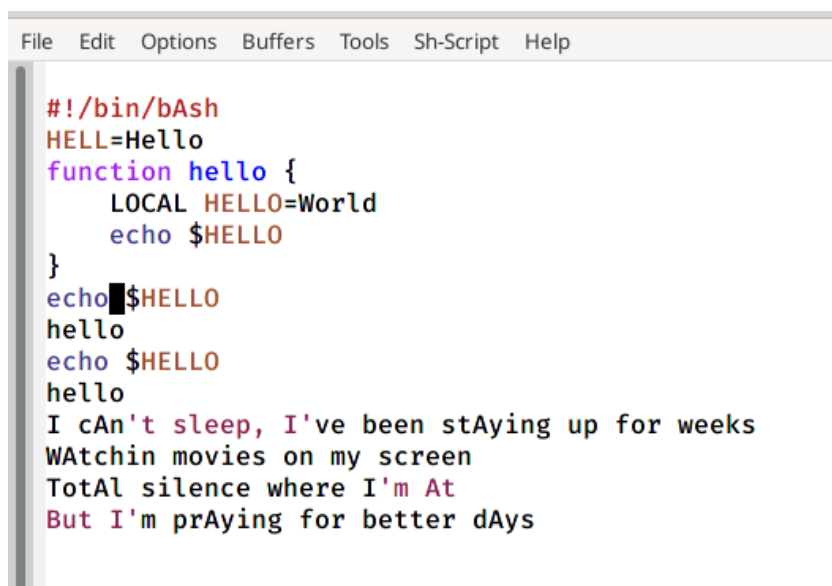 File Edit Options Buffers Tools Sh-Script Help
#!/bin/bAsh
HELL=Hello
function hello {
    LOCAL HELLO=World
    echo $HELLO
}
echo $HELLO
hello
echo $HELLO
hello
I cAn't sleep, I've been stAying up for weeks
WAtchin movies on my screen
TotAl silence where I'm At
But I'm prAying for better dAys